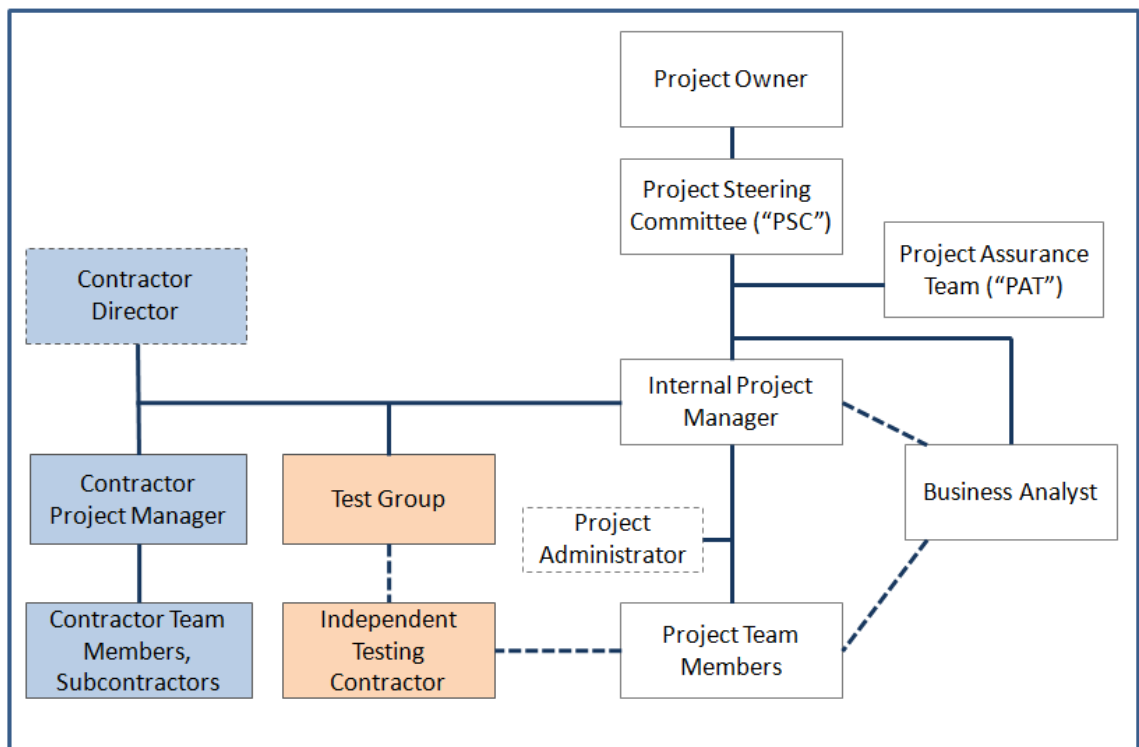 Project Owner
Project Steering
Committee (“PSC”)
Project Assurance
Team (“PAT”)
Contractor
Director
Internal Project
Manager
Contractor
Project Manager
Test Group
Business Analyst
Project
Administrator
Contractor Team
Members,
Subcontractors
Independent
Testing
Contractor
Project Team
Members